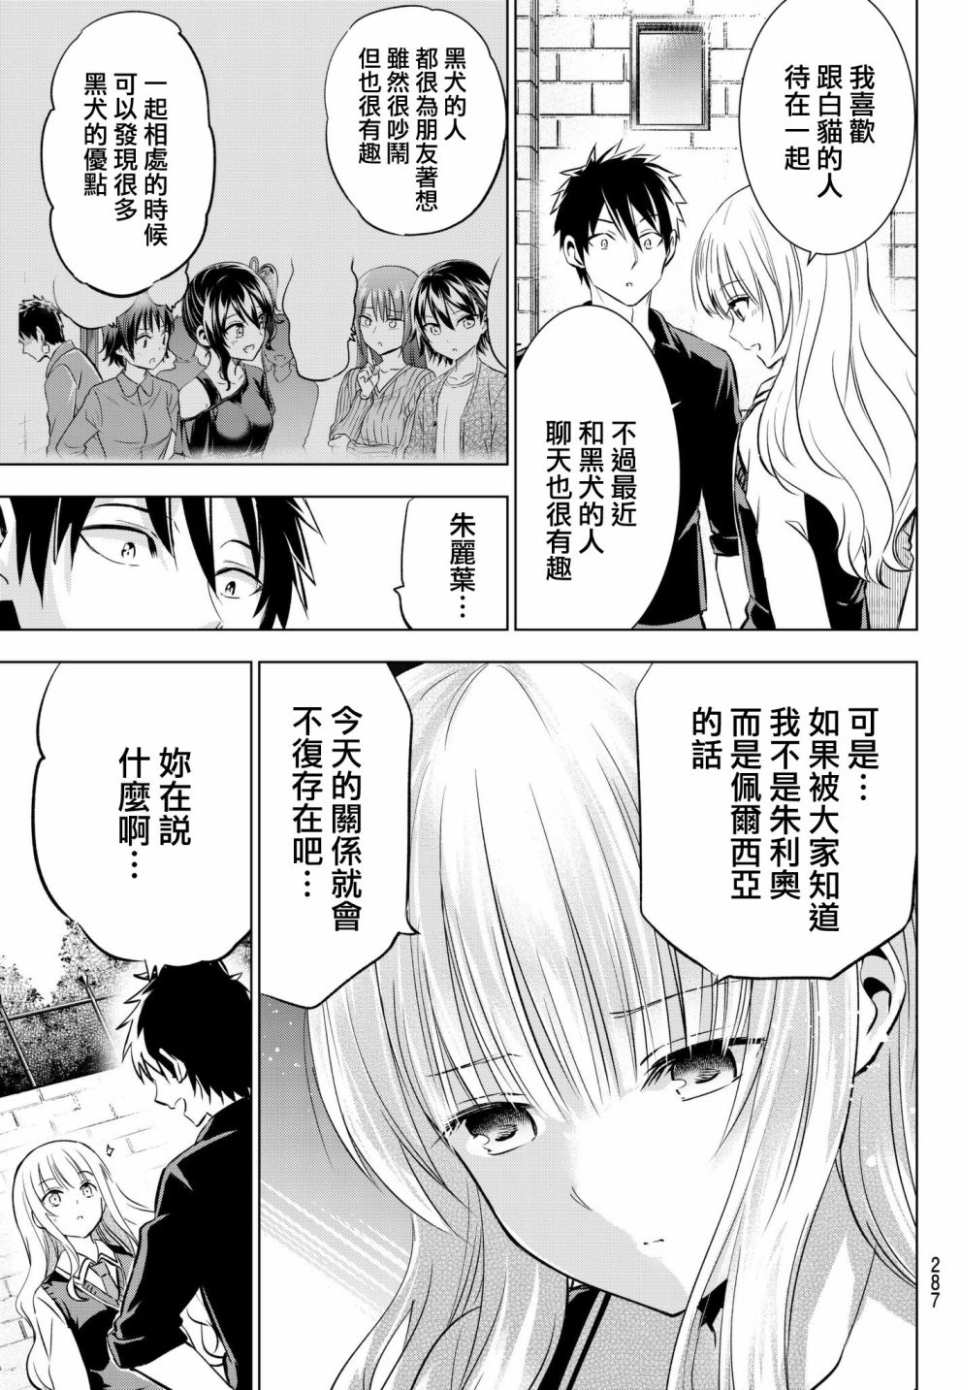 我喜歡
跟白貓的人
待在一起
不過最近
和黑犬的人
聊天也很有趣
黑犬的人
都很為朋友著想
雖然很吵鬧
但也很有趣
一起相處的時候
可以發現很多
黑犬的優點
朱麗葉…
可是…
如果被大家知道
我不是朱利奧
而是佩爾西亞
的話
今天的關係就會
不復存在吧…
妳在説
什麼啊…
287